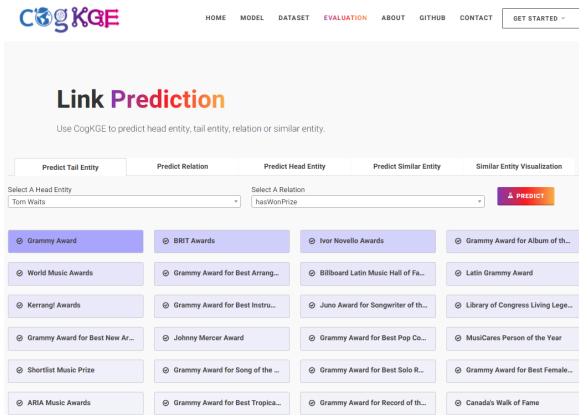 CogKGE
HOME MODEL DATASET EVALUATION ABOUT GITHUB CONTACT GET STARTED
Link Prediction
Use CogKGE to predict head entity, tail entity, relation or similar entity.
Predict Tail Entity Predict Relation Predict Head Entity Predict Similar Entity Similar Entity Visualization
Select A Head Entity Select A Relation
Tom Waits hasWonPrize PREDICT
Grammy Award BRIT Awards Ivor Novello Awards Grammy Award for Album of th...
World Music Awards Grammy Award for Best Arrang... Billboard Latin Music Hall of Fa... Latin Grammy Award
Kerrang! Awards Grammy Award for Best Instru... Juno Award for Songwriter of th... Library of Congress Living Lege...
Grammy Award for Best New Ar... Johnny Mercer Award Grammy Award for Best Pop Co... MusiCares Person of the Year
Shortlist Music Prize Grammy Award for Song of the ... Grammy Award for Best Solo R... Grammy Award for Best Female...
ARIA Music Awards Grammy Award for Best Tropica... Grammy Award for Record of th... Canada's Walk of Fame